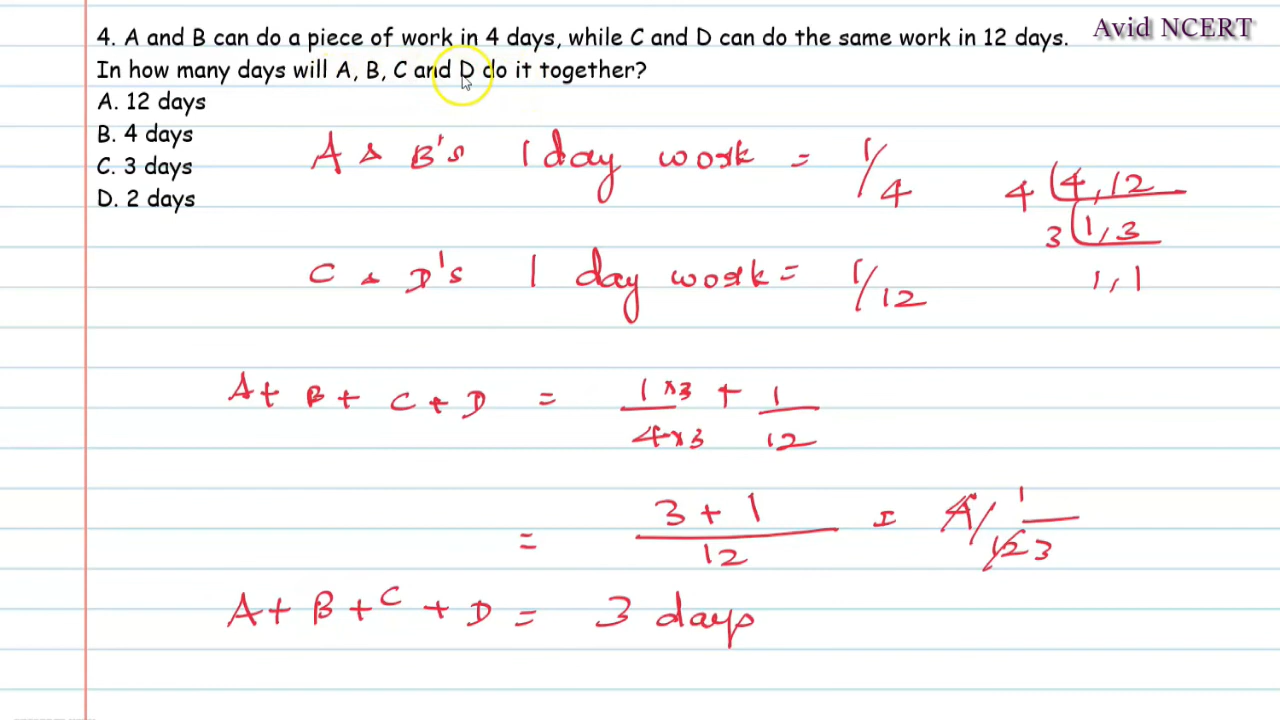 Avid NCERT
4. A and B can do a piece of work in 4 days, while C and D can do the same work in 12 days.
In how many days will A, B, C and D do it together?
A. 12 days
B. 4 days
C. 3 days
D. 2 days
A & B's 1 day work = 1/4
4 | 4, 12
3 | 1, 3
1, 1
C & D's 1 day work = 1/12
A + B + C + D = 1×3/4×3 + 1/12
= 3 + 1/12 = 4/12 1/3
A + B + C + D = 3 days